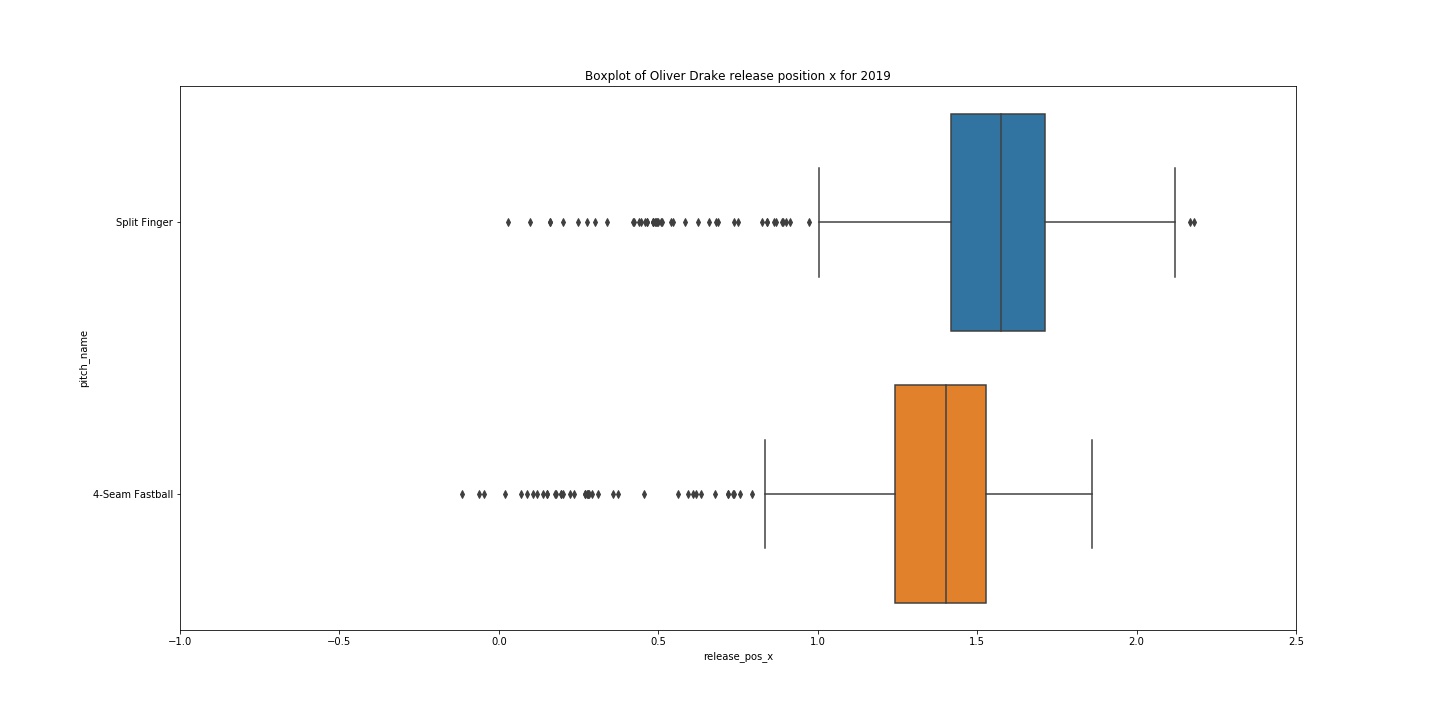 Boxplot of Oliver Drake release position x for 2019
Split Finger
pitch_name
4-Seam Fastball
−1.0 −0.5 0.0 0.5 1.0 1.5 2.0 2.5
release_pos_x